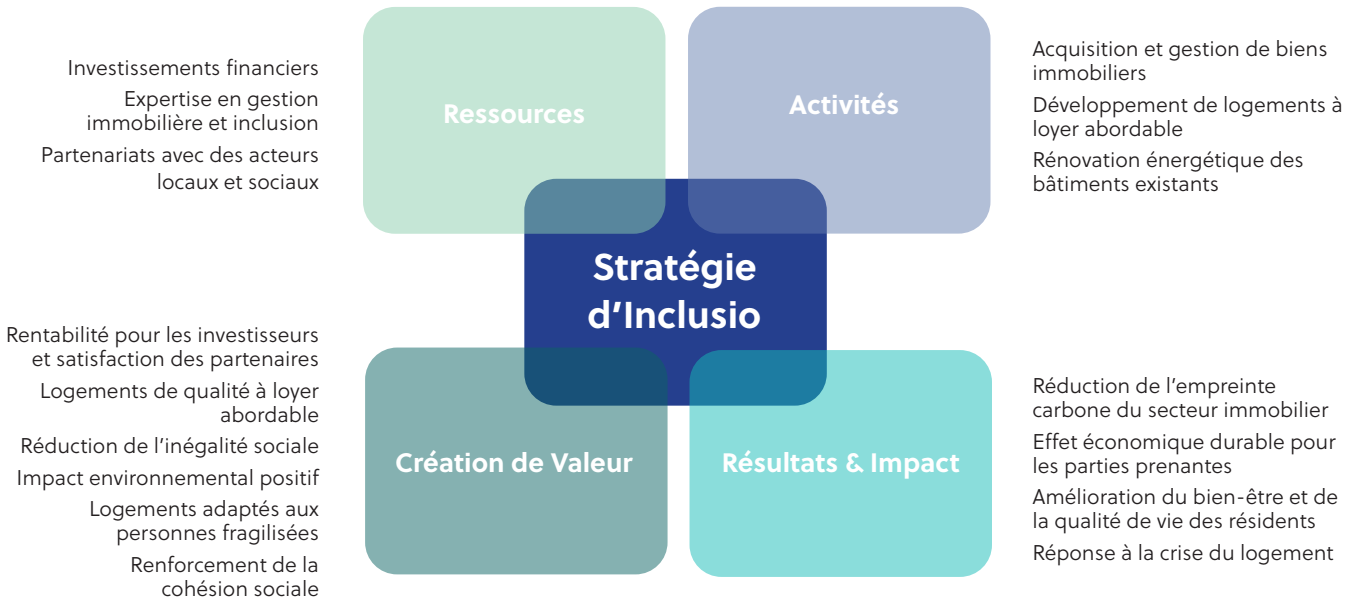 Investissements financiers
Expertise en gestion
immobilière et inclusion
Partenariats avec des acteurs
locaux et sociaux
Ressources
Activités
Acquisition et gestion de biens
immobiliers
Développement de logements à
loyer abordable
Rénovation énergétique des
bâtiments existants
Stratégie
d’Inclusio
Rentabilité pour les investisseurs
et satisfaction des partenaires
Logements de qualité à loyer
abordable
Réduction de l’inégalité sociale
Impact environnemental positif
Logements adaptés aux
personnes fragilisées
Renforcement de la
cohésion sociale
Création de Valeur
Résultats & Impact
Réduction de l’empreinte
carbone du secteur immobilier
Effet économique durable pour
les parties prenantes
Amélioration du bien-être et de
la qualité de vie des résidents
Réponse à la crise du logement